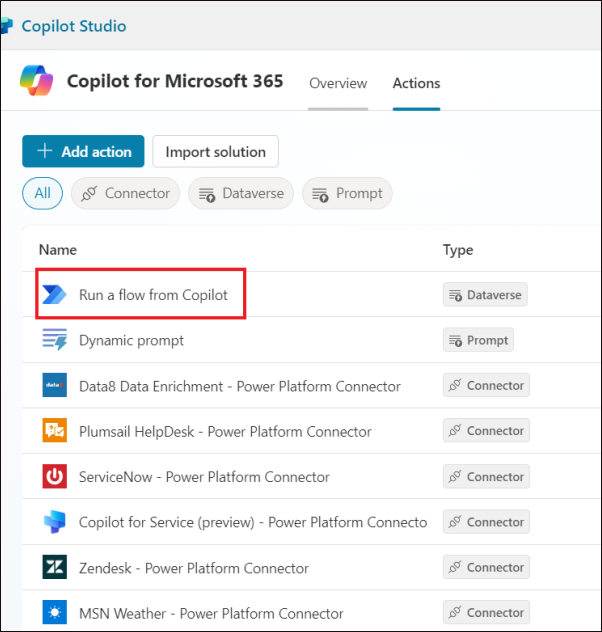 Copilot Studio
Copilot for Microsoft 365 Overview Actions
+ Add action Import solution
All Connector Dataverse Prompt
Name Type
Run a flow from Copilot Dataverse
Dynamic prompt Prompt
data8 Data8 Data Enrichment - Power Platform Connector Connector
Plumsail HelpDesk - Power Platform Connector Connector
ServiceNow - Power Platform Connector Connector
Copilot for Service (preview) - Power Platform Connecto Connector
Zendesk - Power Platform Connector Connector
MSN Weather - Power Platform Connector Connector